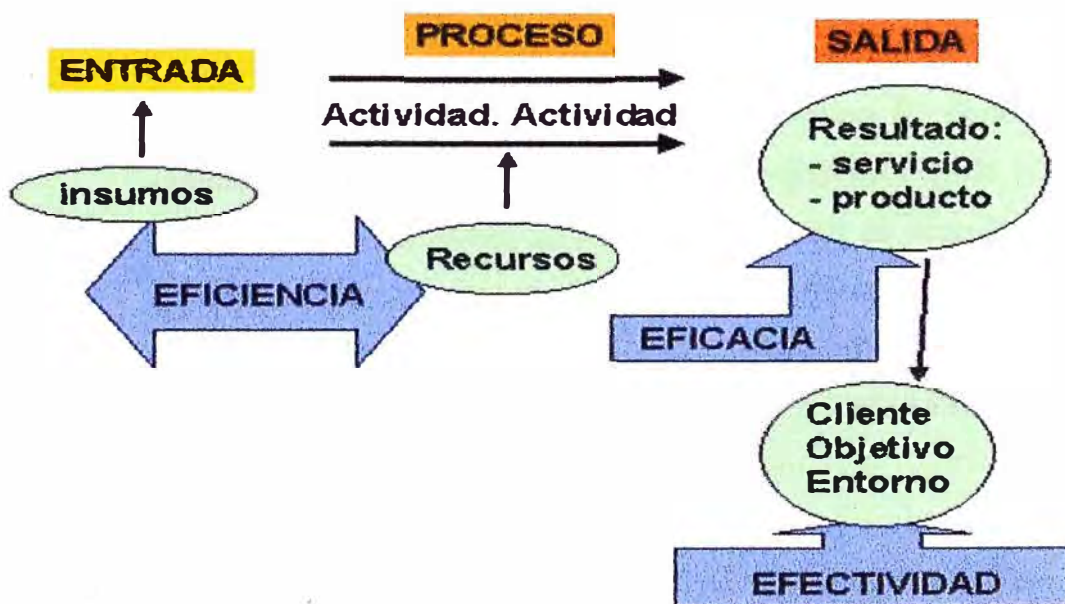 ENTRADA
PROCESO
SALIDA
Actividad. Actividad
insumos
Recursos
Resultado:
- servicio
- producto
EFICIENCIA
EFICACIA
Cliente
Objetivo
Entorno
EFECTIVIDAD